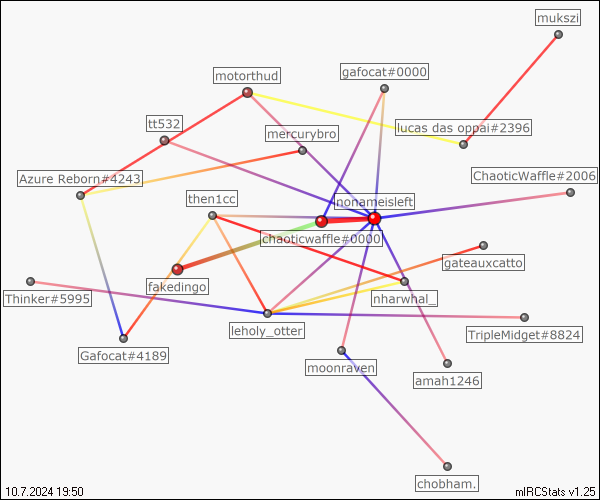 mukszi
gafocat#0000
motorthud
tt532
lucas das oppai#2396
mercurybro
Azure Reborn#4243
ChaoticWaffle#2006
then1cc
nonameisleft
chaoticwaffle#0000
gateauxcatto
fakedingo
Thinker#5995
nharwhal_
leholy_otter
TripleMidget#8824
Gafocat#4189
moonraven
amah1246
chobham.
10.7.2024 19:50
mIRCStats v1.25